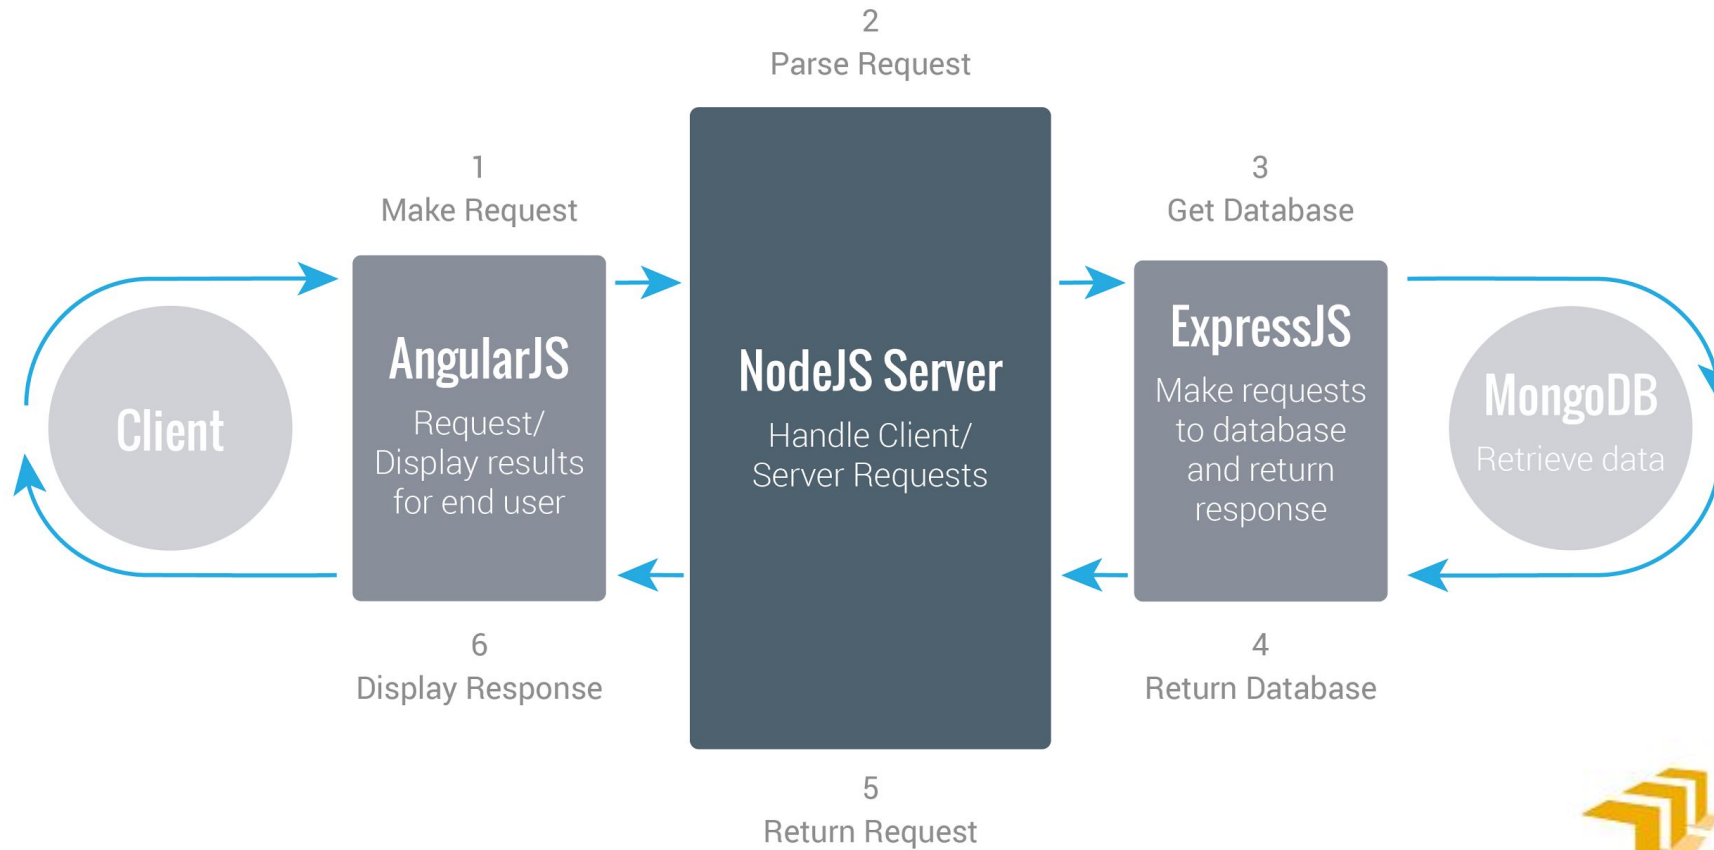 2
Parse Request
1
Make Request
3
Get Database
Client
AngularJS
Request/
Display results
for end user
NodeJS Server
Handle Client/
Server Requests
ExpressJS
Make requests
to database
and return
response
MongoDB
Retrieve data
6
Display Response
4
Return Database
5
Return Request